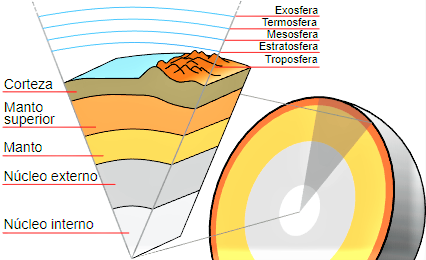 Exosfera
Termosfera
Mesosfera
Estratosfera
Troposfera
Corteza
Manto
superior
Manto
Núcleo externo
Núcleo interno